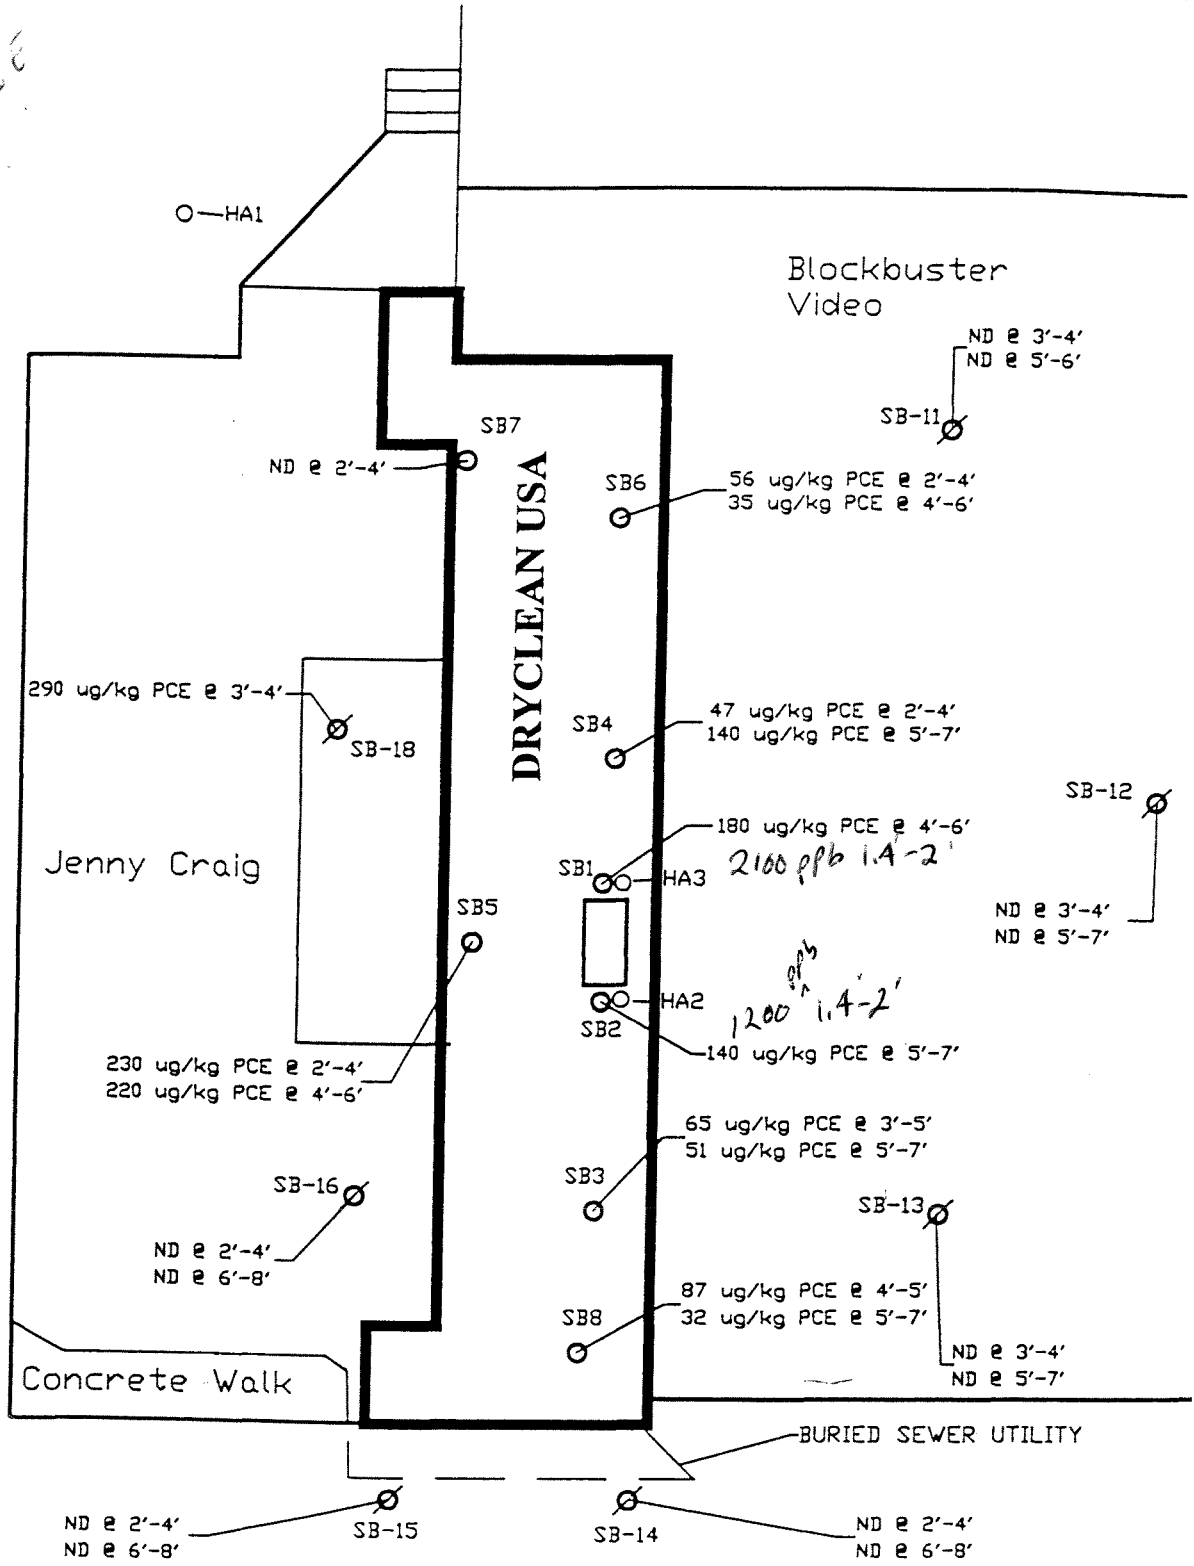 HA1
Blockbuster
Video
ND @ 3'-4'
ND @ 5'-6'
SB-11
SB7
ND @ 2'-4'
DRYCLEAN USA
SB6
56 ug/kg PCE @ 2'-4'
35 ug/kg PCE @ 4'-6'
290 ug/kg PCE @ 3'-4'
SB-18
SB4
47 ug/kg PCE @ 2'-4'
140 ug/kg PCE @ 5'-7'
SB-12
ND @ 3'-4'
ND @ 5'-7'
Jenny Craig
180 ug/kg PCE @ 4'-6'
2100 ppb 1.4'-2'
SB1
HA3
SB5
230 ug/kg PCE @ 2'-4'
220 ug/kg PCE @ 4'-6'
1200 ppb 1.4'-2'
HA2
SB2
140 ug/kg PCE @ 5'-7'
65 ug/kg PCE @ 3'-5'
51 ug/kg PCE @ 5'-7'
SB3
SB-16
ND @ 2'-4'
ND @ 6'-8'
SB-13
87 ug/kg PCE @ 4'-5'
32 ug/kg PCE @ 5'-7'
SB8
ND @ 3'-4'
ND @ 5'-7'
Concrete Walk
BURIED SEWER UTILITY
SB-15
ND @ 2'-4'
ND @ 6'-8'
SB-14
ND @ 2'-4'
ND @ 6'-8'